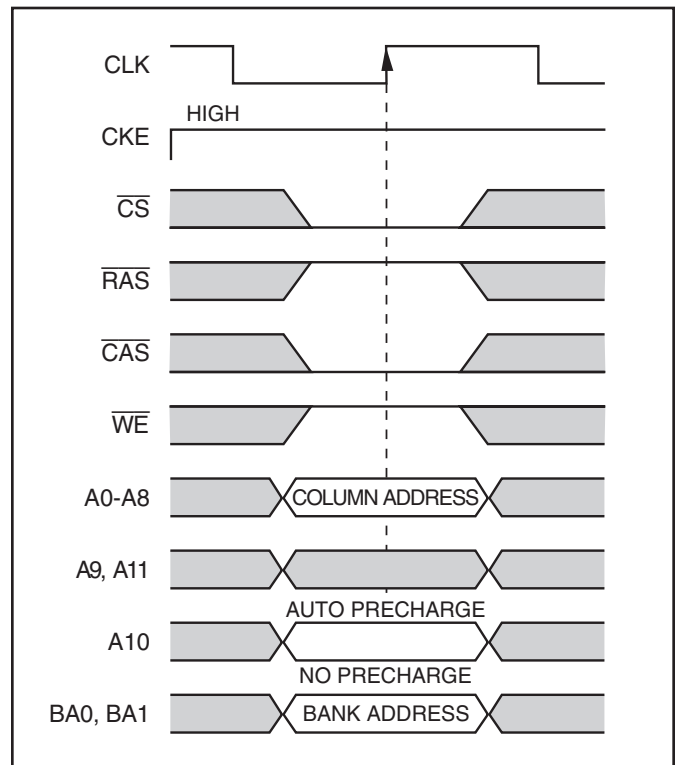 CLK
HIGH
CKE
CS
RAS
CAS
WE
A0-A8 COLUMN ADDRESS
A9, A11
AUTO PRECHARGE
A10
NO PRECHARGE
BA0, BA1 BANK ADDRESS